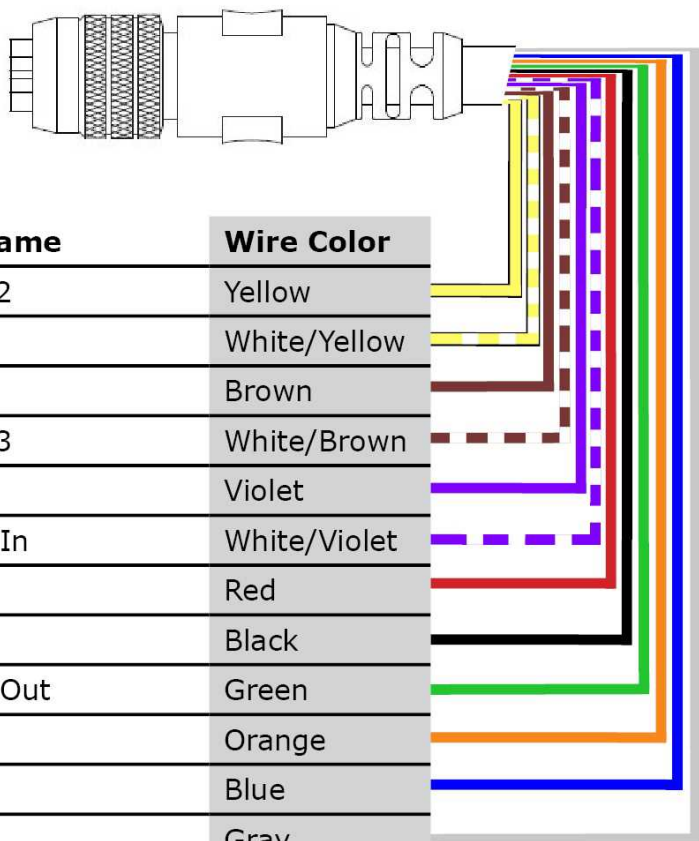 ame Wire Color
2 Yellow
White/Yellow
Brown
3 White/Brown
Violet
In White/Violet
Red
Black
Out Green
Orange
Blue
Gray